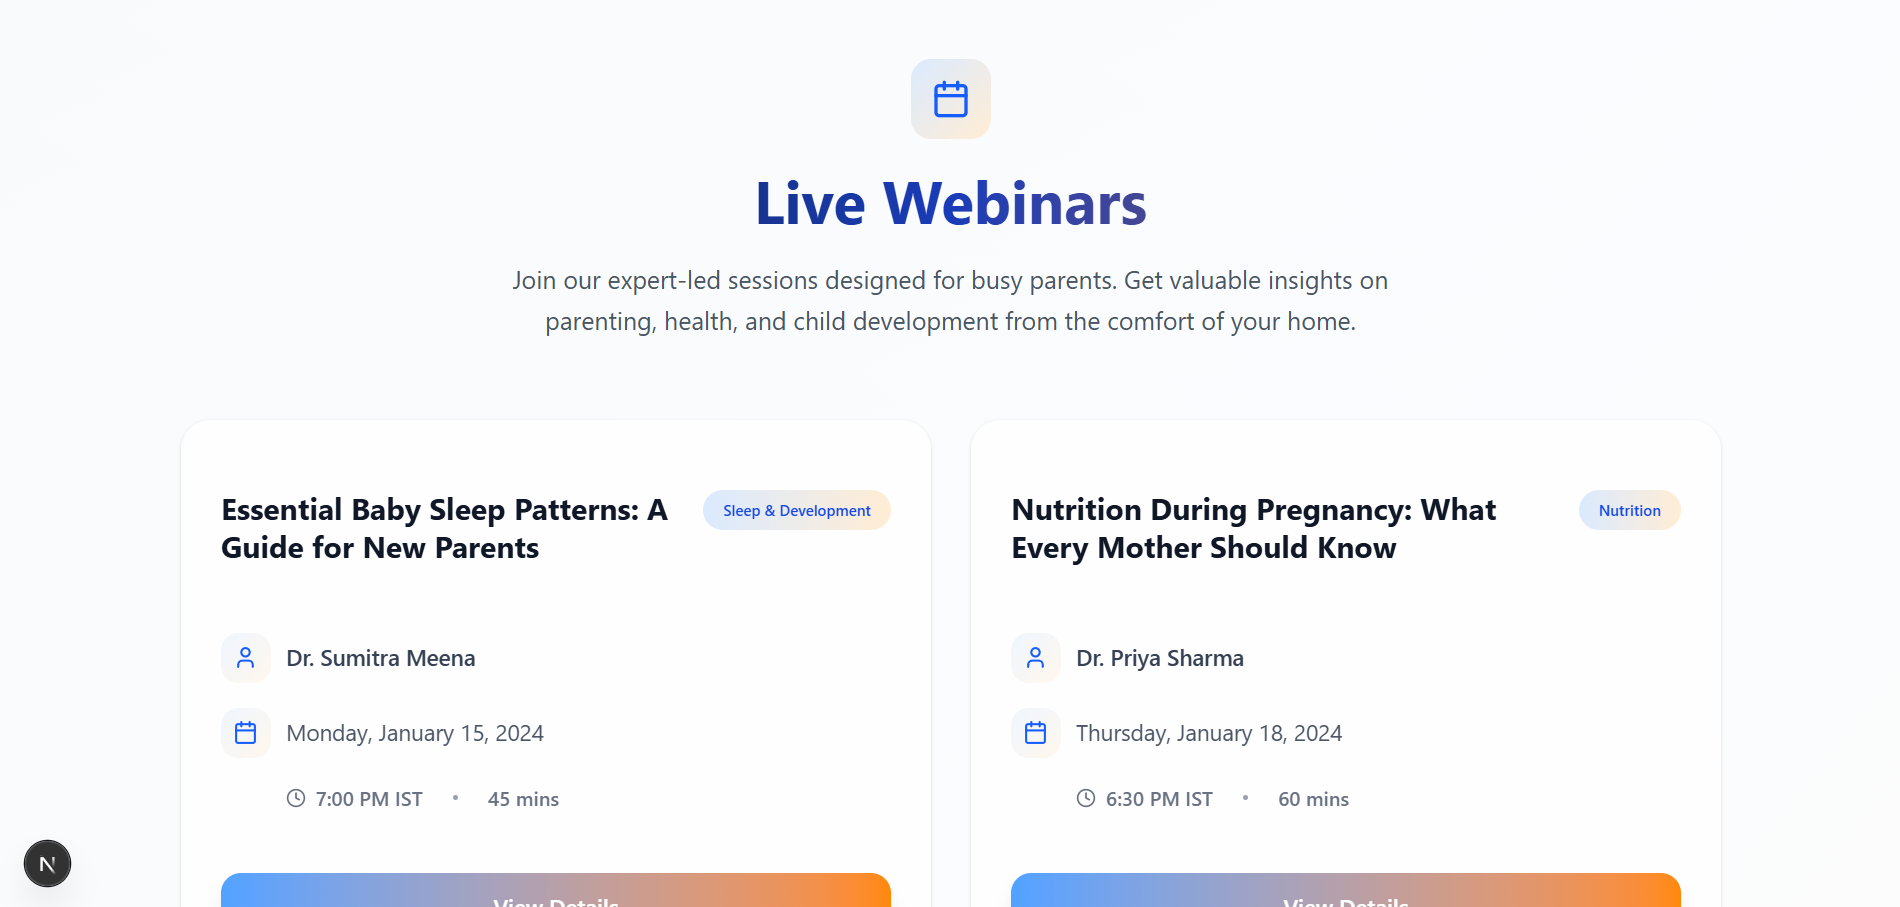 Live Webinars
Join our expert-led sessions designed for busy parents. Get valuable insights on
parenting, health, and child development from the comfort of your home.
Essential Baby Sleep Patterns: A
Guide for New Parents
Sleep & Development
Dr. Sumitra Meena
Monday, January 15, 2024
7:00 PM IST • 45 mins
View Details
Nutrition During Pregnancy: What
Every Mother Should Know
Nutrition
Dr. Priya Sharma
Thursday, January 18, 2024
6:30 PM IST • 60 mins
View Details
N